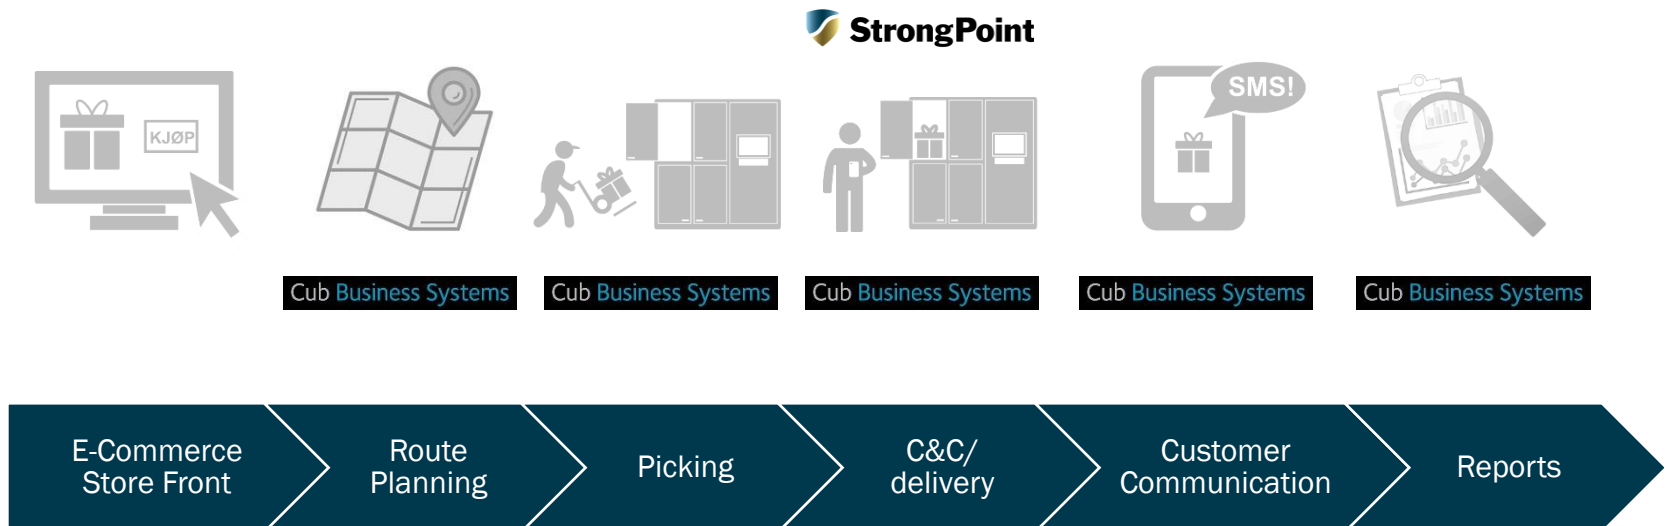 StrongPoint
KJØP
SMS!
Cub Business Systems
Cub Business Systems
Cub Business Systems
Cub Business Systems
Cub Business Systems
E-Commerce
Store Front
Route
Planning
Picking
C&C/
delivery
Customer
Communication
Reports